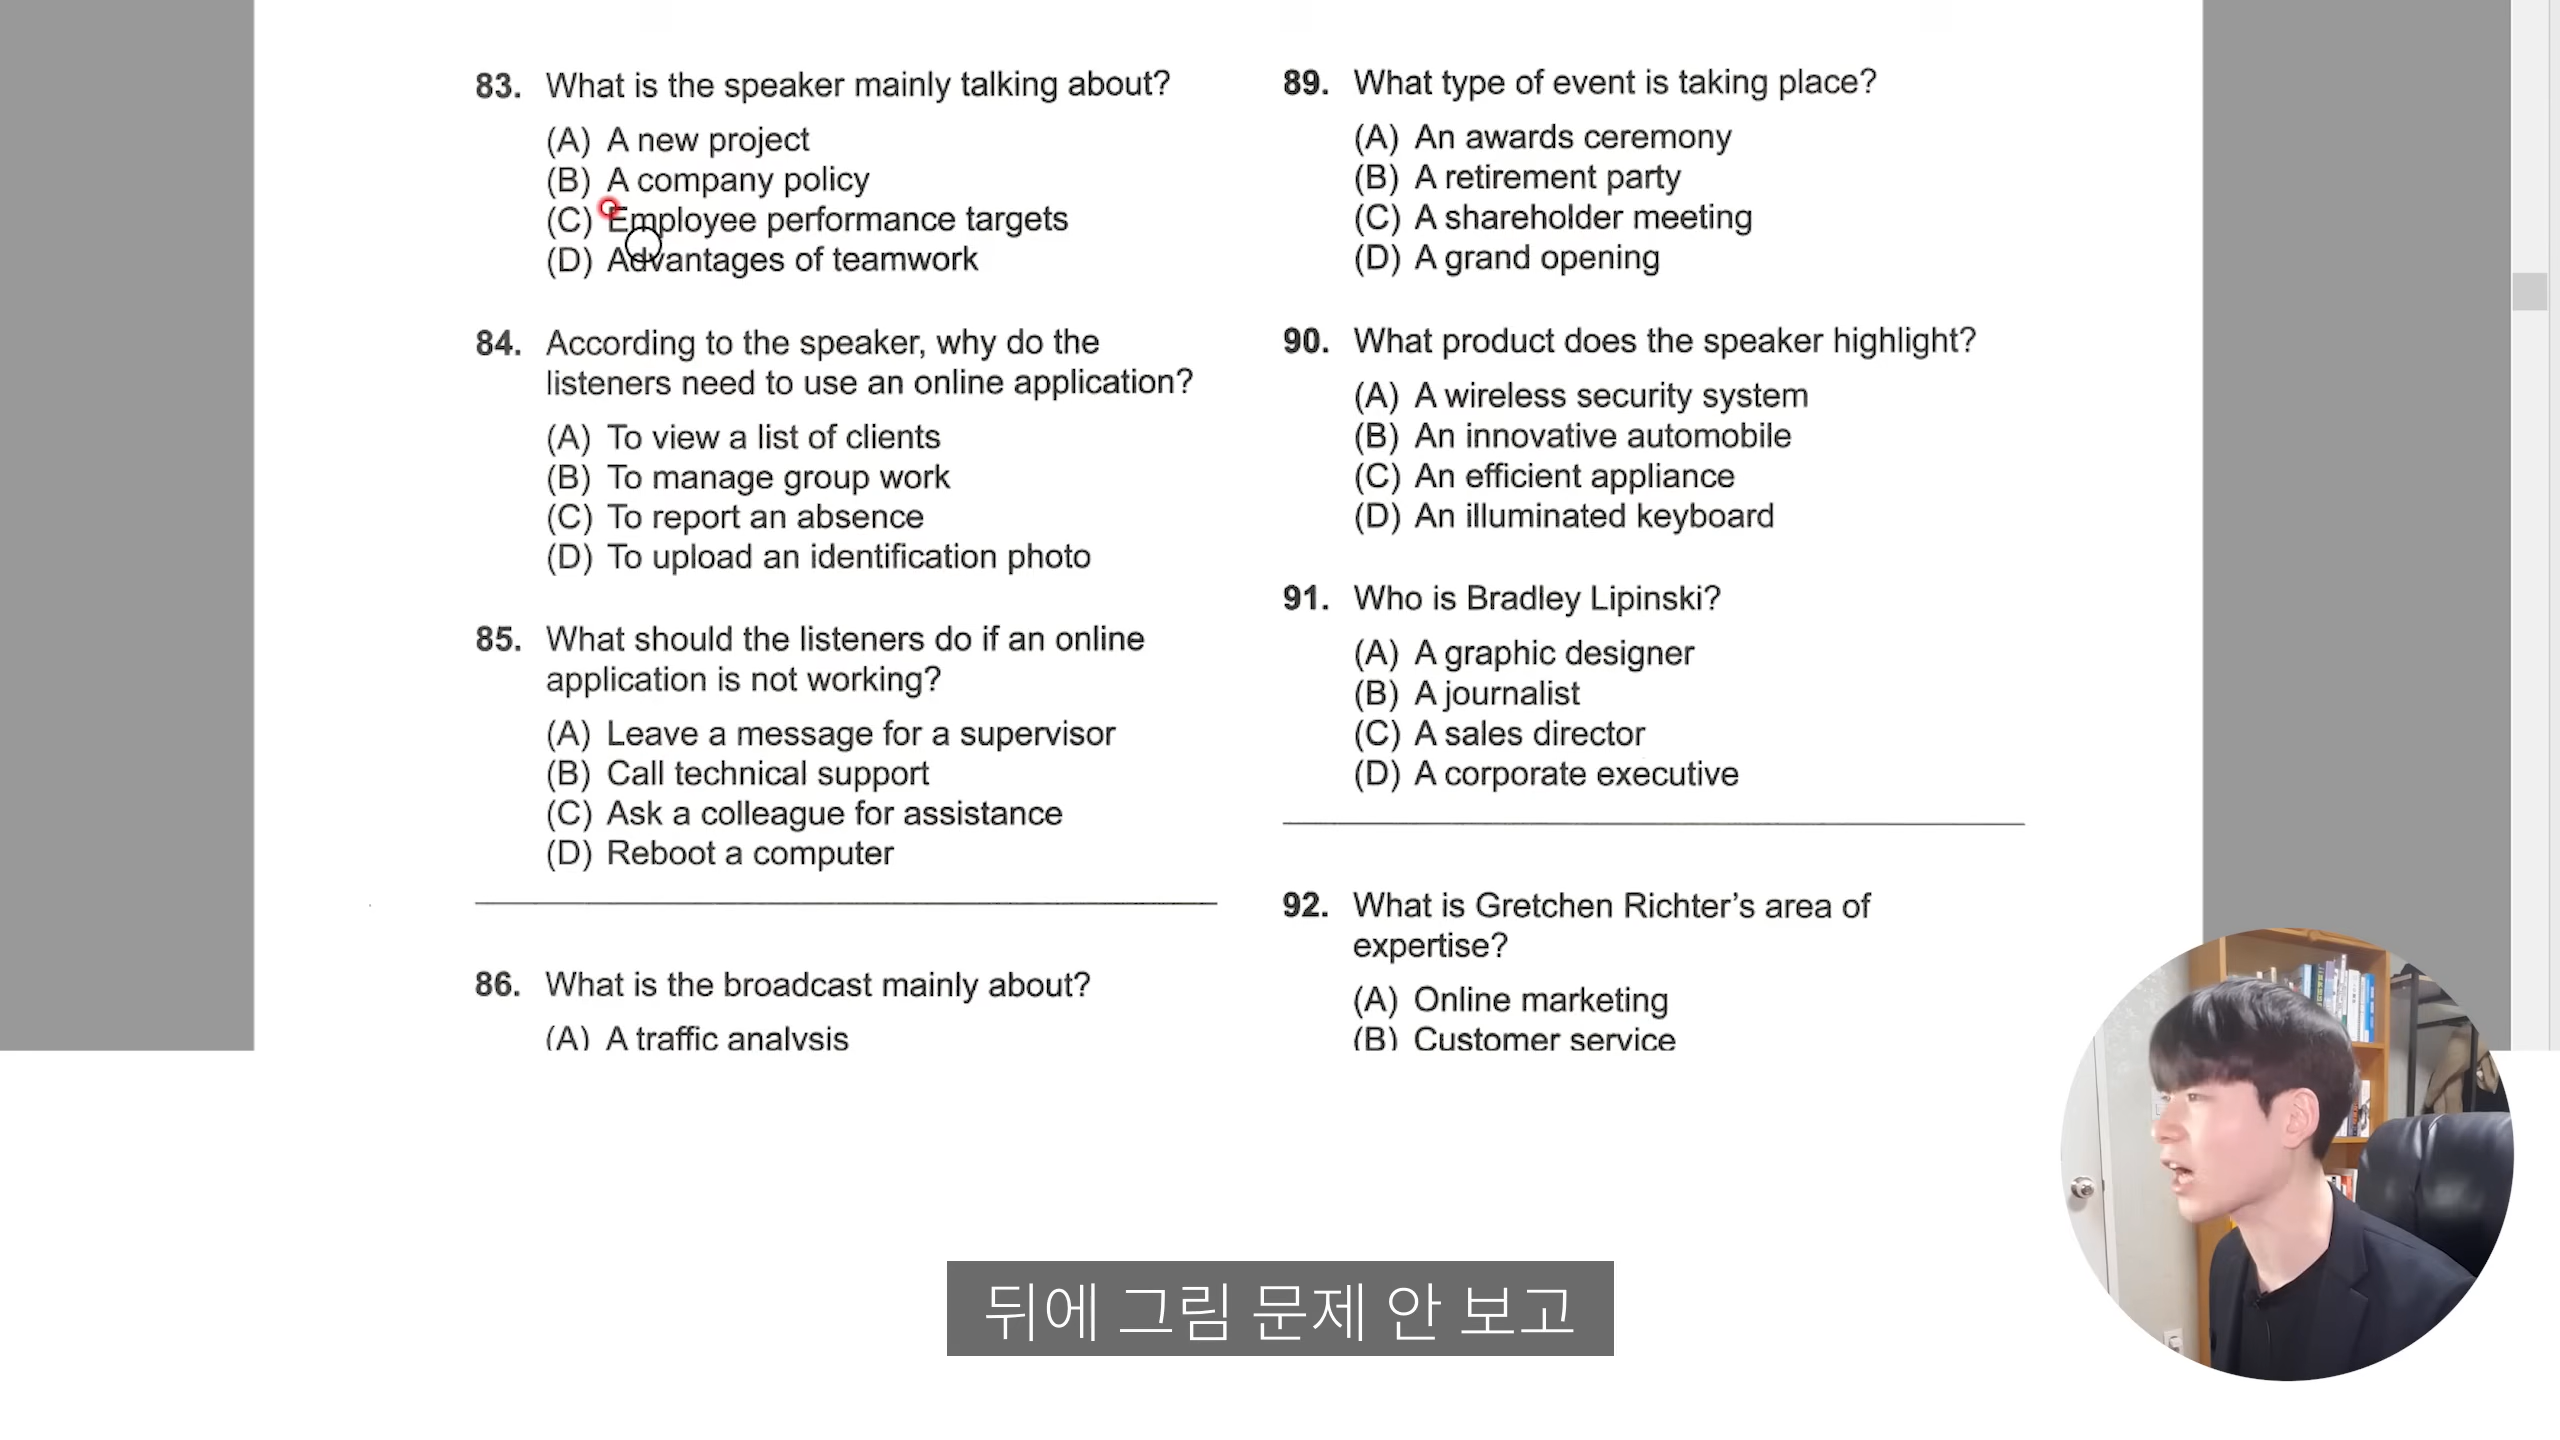 83. What is the speaker mainly talking about?
(A) A new project
(B) A company policy
(C) Employee performance targets
(D) Advantages of teamwork
84. According to the speaker, why do the
listeners need to use an online application?
(A) To view a list of clients
(B) To manage group work
(C) To report an absence
(D) To upload an identification photo
85. What should the listeners do if an online
application is not working?
(A) Leave a message for a supervisor
(B) Call technical support
(C) Ask a colleague for assistance
(D) Reboot a computer
86. What is the broadcast mainly about?
(A) A traffic analysis
89. What type of event is taking place?
(A) An awards ceremony
(B) A retirement party
(C) A shareholder meeting
(D) A grand opening
90. What product does the speaker highlight?
(A) A wireless security system
(B) An innovative automobile
(C) An efficient appliance
(D) An illuminated keyboard
91. Who is Bradley Lipinski?
(A) A graphic designer
(B) A journalist
(C) A sales director
(D) A corporate executive
92. What is Gretchen Richter's area of
expertise?
(A) Online marketing
(B) Customer service
뒤에 그림 문제 안 보고